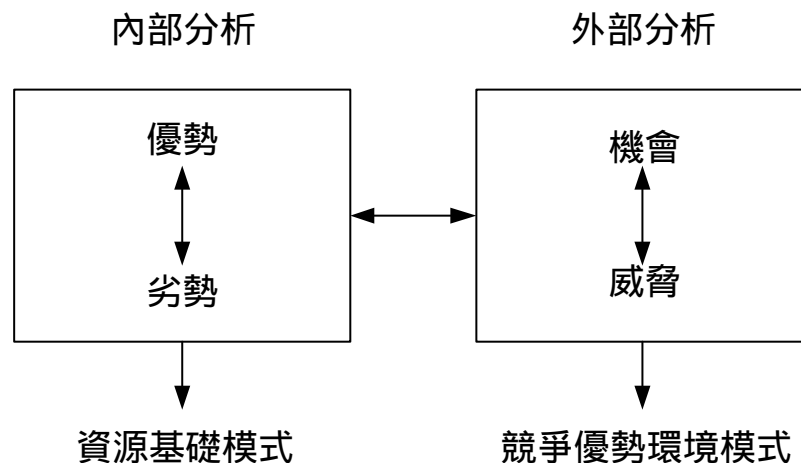 內部分析
外部分析
優勢
機會
劣勢
威脅
資源基礎模式
競爭優勢環境模式